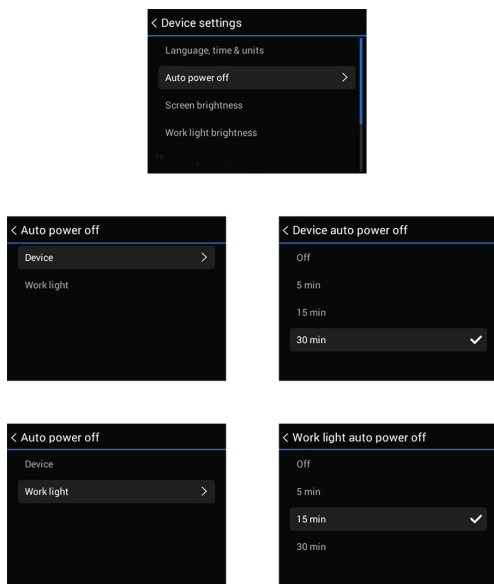 Device settings
Language, time & units
Auto power off
Screen brightness
Work light brightness
Auto power off
Device
Work light
Device auto power off
Off
5 min
15 min
30 min
Auto power off
Device
Work light
Work light auto power off
Off
5 min
15 min
30 min